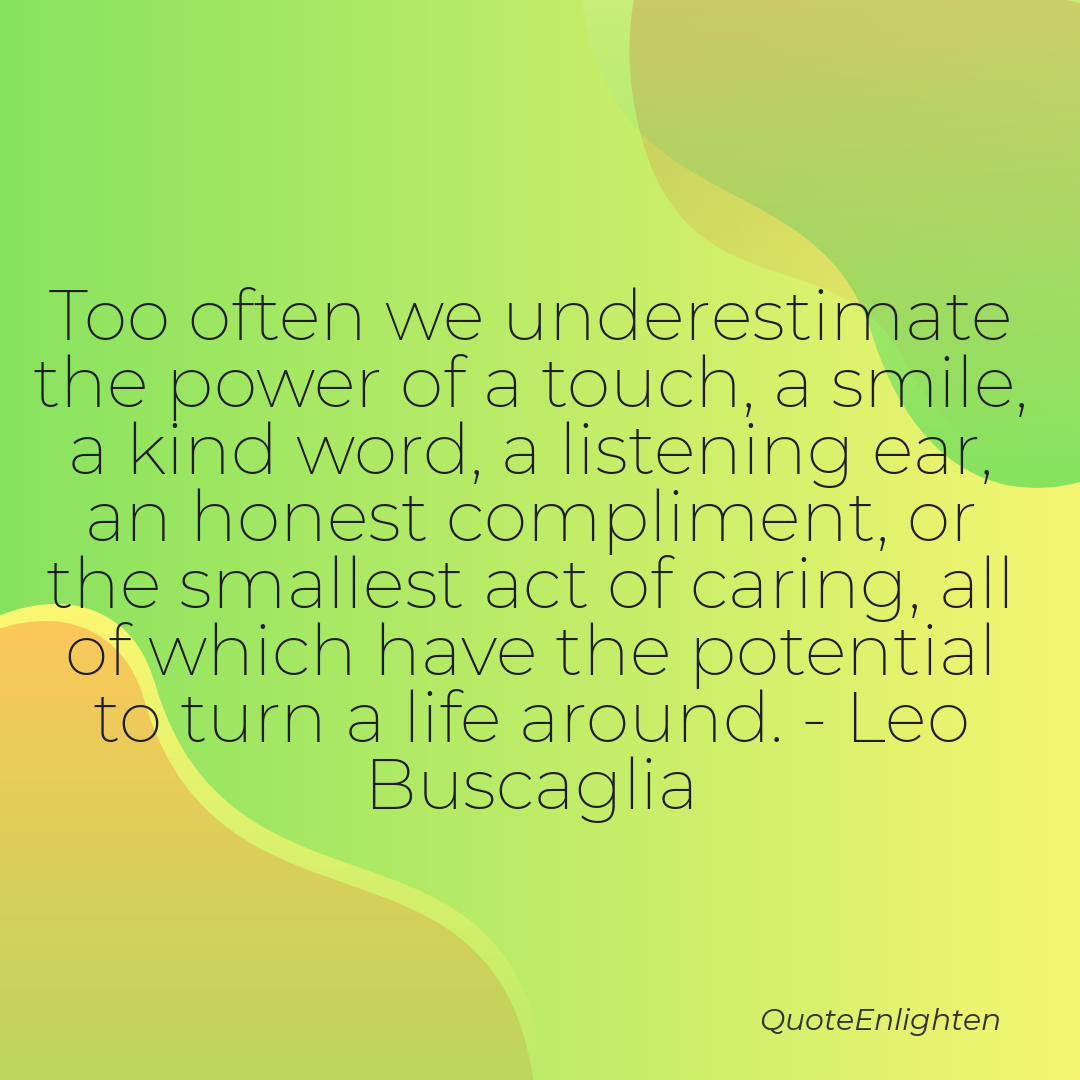 Too often we underestimate
the power of a touch, a smile,
a kind word, a listening ear,
an honest compliment, or
the smallest act of caring, all
of which have the potential
to turn a life around. - Leo
Buscaglia
QuoteEnlighten